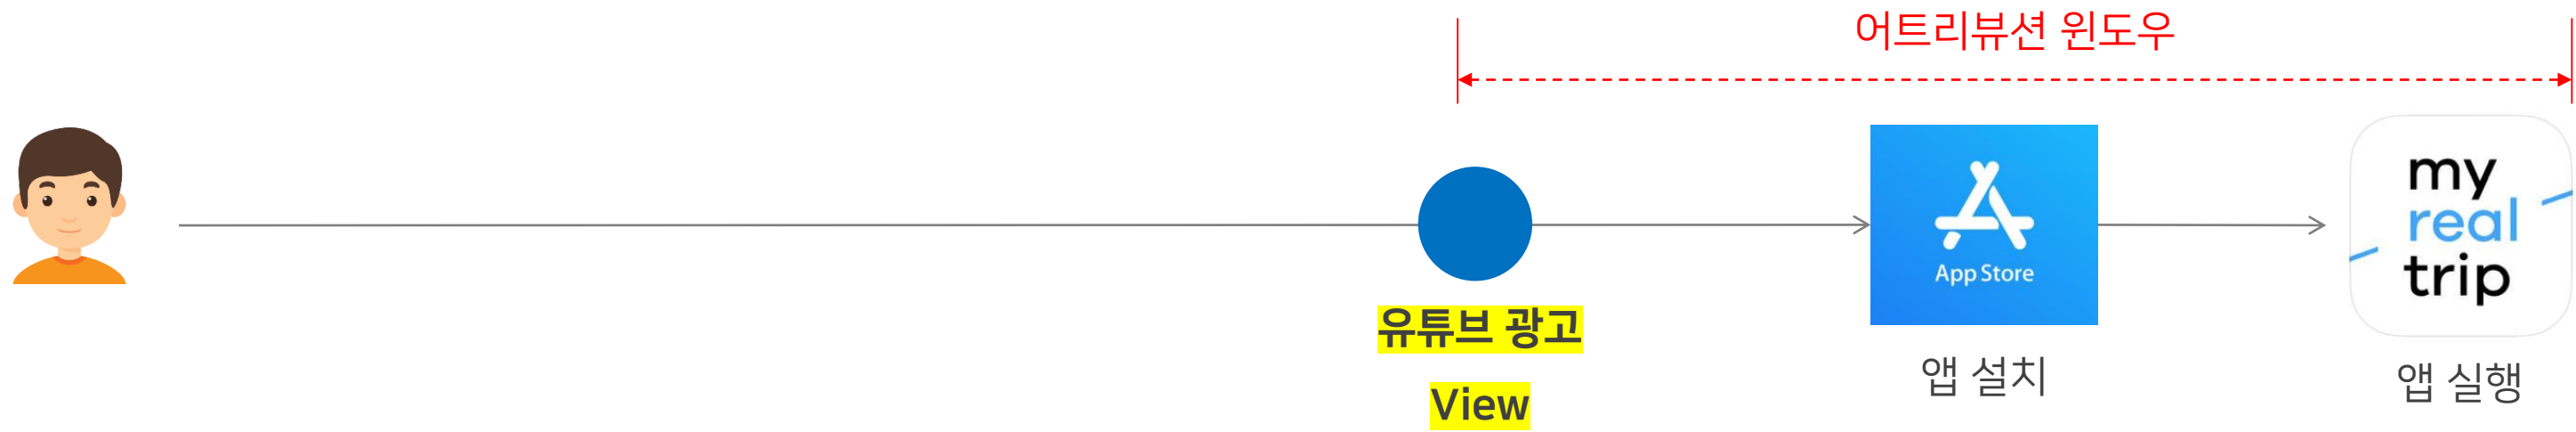 어트리뷰션 윈도우
App Store
my
real
trip
유튜브 광고
View
앱 설치
앱 실행